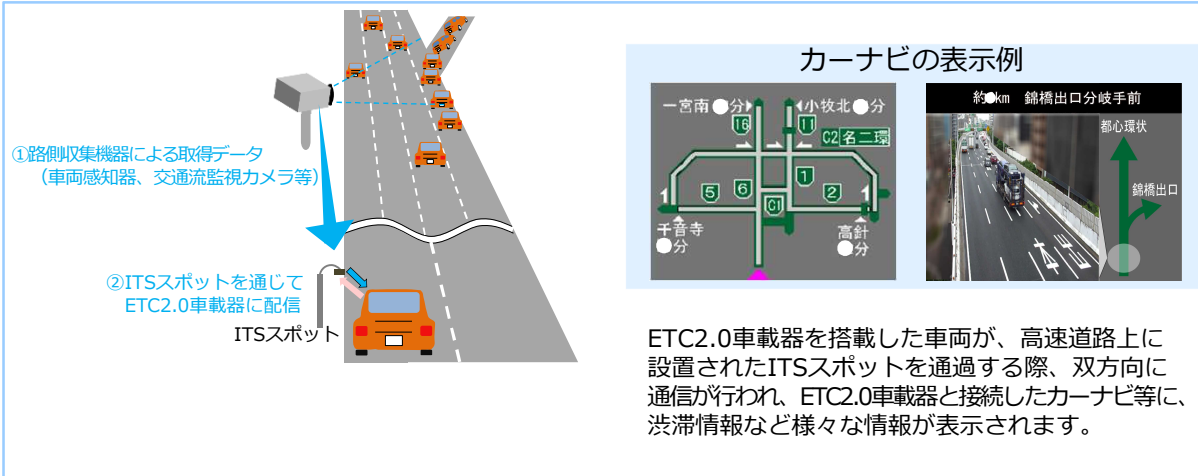 ①路側収集機器による取得データ
(車両感知器、交通流監視カメラ等)
②ITSスポットを通じて
ETC2.0車載器に配信
ITSスポット
カーナビの表示例
一宮南●分
小牧北●分
16
11
C2 名二環
5
6
1
2
C1
千音寺
●分
高針
●分
約●km 錦橋出口分岐手前
都心環状
錦橋出口
ETC2.0車載器を搭載した車両が、高速道路上に
設置されたITSスポットを通過する際、双方向に
通信が行われ、ETC2.0車載器と接続したカーナビ等に、
渋滞情報など様々な情報が表示されます。